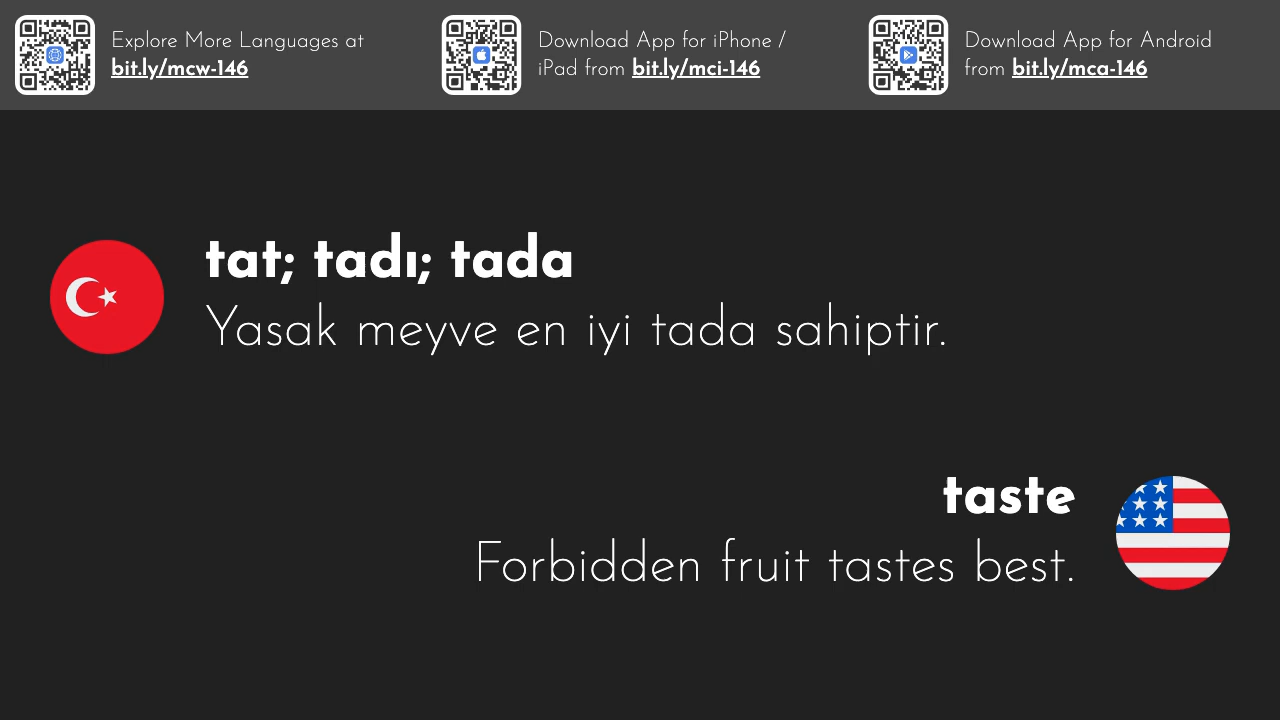 Explore More Languages at
bit.ly/mcw-146
Download App for iPhone /
iPad from bit.ly/mci-146
Download App for Android
from bit.ly/mca-146
tat; tadı; tada
Yasak meyve en iyi tada sahiptir.
taste
Forbidden fruit tastes best.